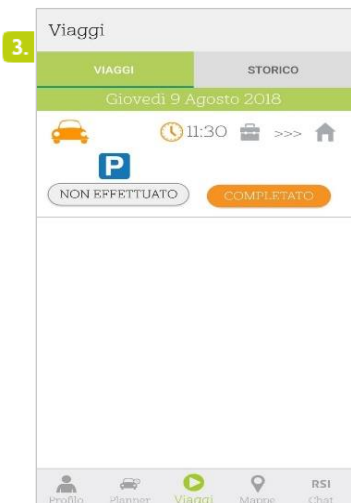 3.
Viaggi
VIAGGI STORICO
Giovedì 9 Agosto 2018
11:30 >>>
P
NON EFFETTUATO COMPLETATO
RSI
Profilo Planner Viaggi Mappe Chat